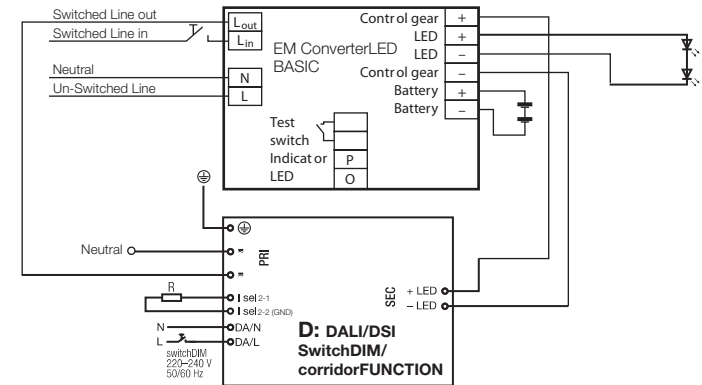 Switched Line out
Switched Line in
Neutral
Un-Switched Line
Lout
Lin
N
L
EM ConverterLED
BASIC
Control gear +
LED +
LED –
Control gear –
Battery +
Battery –
Test
switch
Indicator P
LED O
Neutral
PRI
R
I sel 2-1
I sel 2-2 (GND)
N DA/N
L DA/L
switchDIM
220–240 V
50/60 Hz
SEC
+ LED
– LED
D: DALI/DSI
SwitchDIM/
corridorFUNCTION